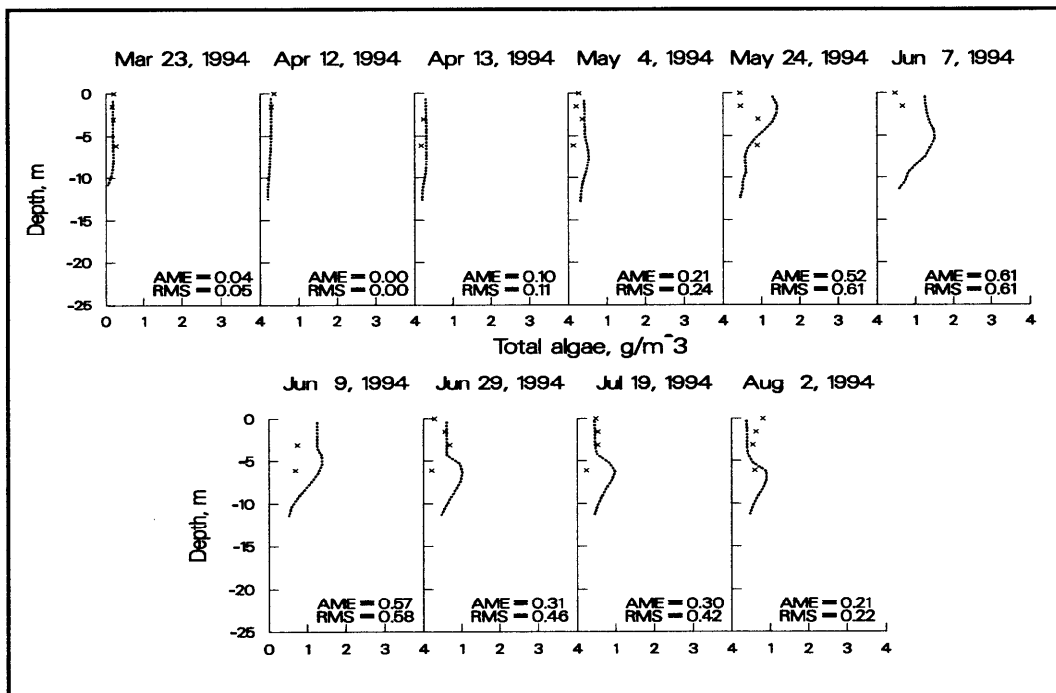 Mar 23, 1994 Apr 12, 1994 Apr 13, 1994 May 4, 1994 May 24, 1994 Jun 7, 1994
0
-5
-10
-15
-20
-25
Depth, m
AME = 0.04 AME = 0.00 AME = 0.10 AME = 0.21 AME = 0.52 AME = 0.61
RMS = 0.05 RMS = 0.00 RMS = 0.11 RMS = 0.24 RMS = 0.61 RMS = 0.61
0 1 2 3 4 1 2 3 4 1 2 3 4 1 2 3 4 1 2 3 4 1 2 3 4
Total algae, g/m^3
Jun 9, 1994 Jun 29, 1994 Jul 19, 1994 Aug 2, 1994
0
-5
-10
-15
-20
-25
Depth, m
AME = 0.57 AME = 0.31 AME = 0.30 AME = 0.21
RMS = 0.58 RMS = 0.46 RMS = 0.42 RMS = 0.22
0 1 2 3 4 1 2 3 4 1 2 3 4 1 2 3 4